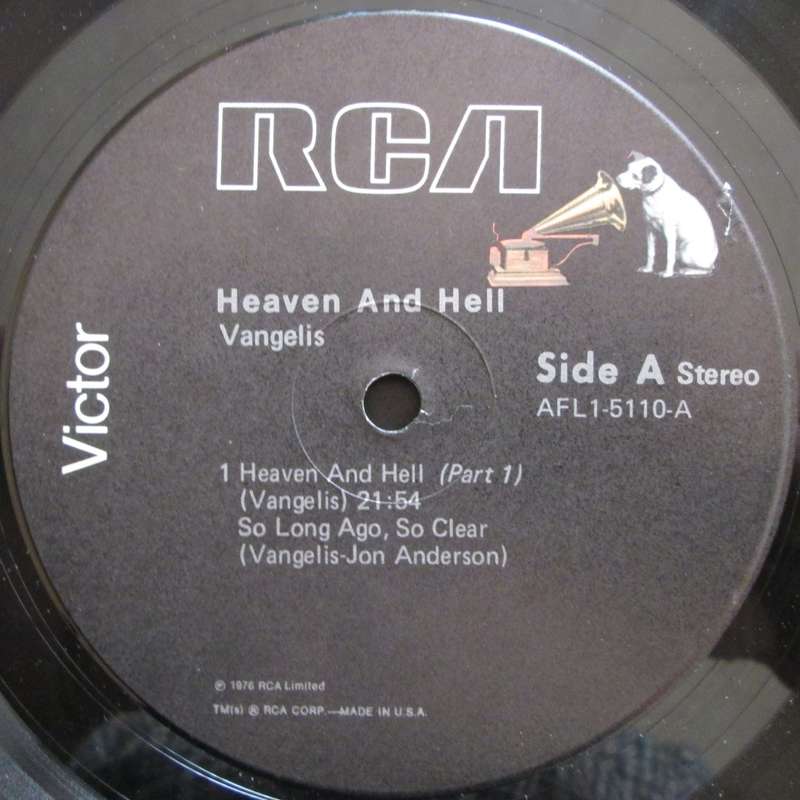 RCA
Heaven And Hell
Vangelis
Victor
Side A Stereo
AFL1-5110-A
1 Heaven And Hell (Part 1)
(Vangelis) 21:54
So Long Ago, So Clear
(Vangelis-Jon Anderson)
℗ 1976 RCA Limited
TM(s) ® RCA CORP.—MADE IN U.S.A.